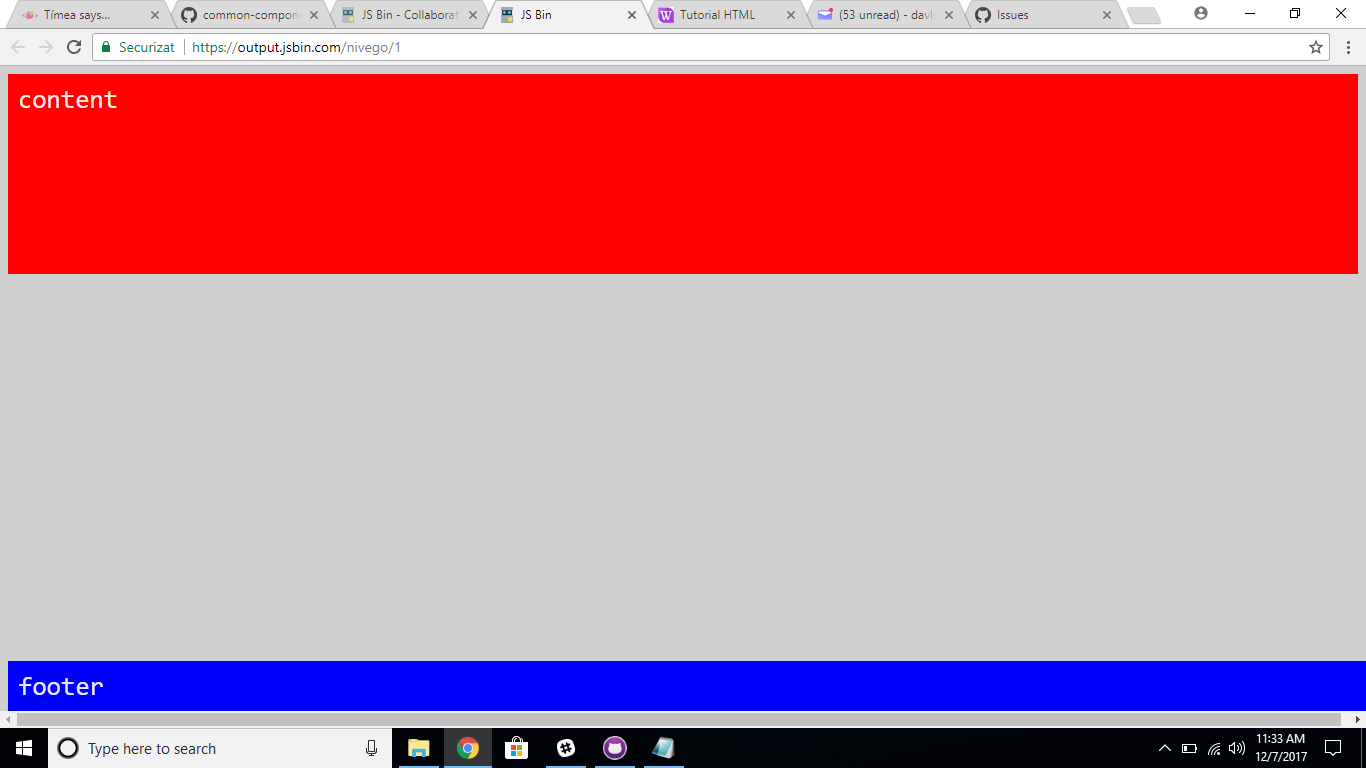 Tímea says...
common-compon
JS Bin - Collaborat
JS Bin
Tutorial HTML
(53 unread) - davi
Issues
Securizat
https://output.jsbin.com/nivego/1
content
footer
Type here to search
11:33 AM
12/7/2017